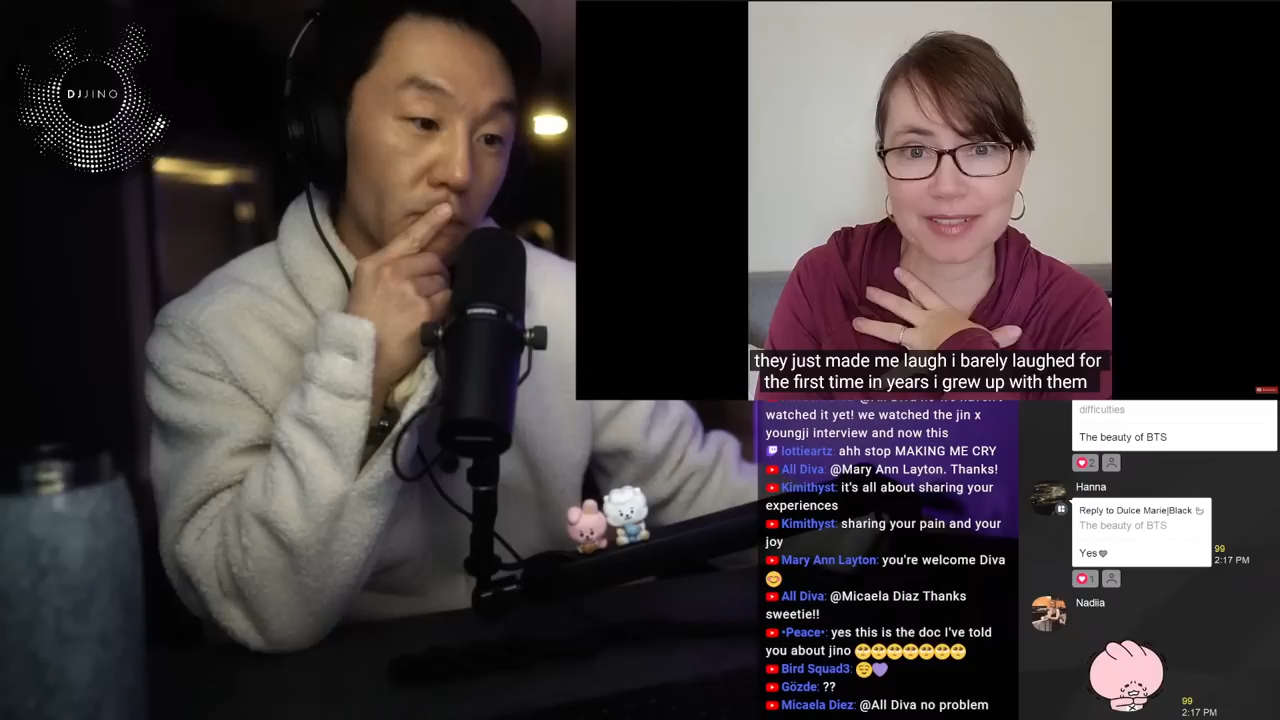 DJJINO
they just made me laugh i barely laughed for
the first time in years i grew up with them
watched it yet! we watched the jin x
youngji interview and now this
lottieartz: ahh stop MAKING ME CRY
All Diva: @Mary Ann Layton. Thanks!
Kimithyst: it's all about sharing your
experiences
Kimithyst: sharing your pain and your
joy
Mary Ann Layton: you're welcome Diva
😊
All Diva: @Micaela Diaz Thanks
sweetie!!
•Peace•: yes this is the doc I've told
you about jino 🥺🥺🥺🥺🥺🥺🥺
Bird Squad3: 😌💜
Gözde: ??
Micaela Diez: @All Diva no problem
difficulties
The beauty of BTS
2
Hanna
Reply to Dulce Marie|Black
The beauty of BTS
Yes🖤
99
2:17 PM
1
Nadiia
99
2:17 PM